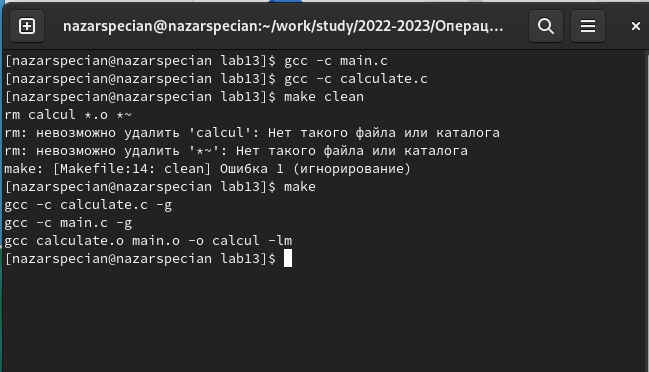 nazarspecian@nazarspecian:~/work/study/2022-2023/Операц...
[nazarspecian@nazarspecian lab13]$ gcc -c main.c
[nazarspecian@nazarspecian lab13]$ gcc -c calculate.c
[nazarspecian@nazarspecian lab13]$ make clean
rm calcul *.o *~
rm: невозможно удалить 'calcul': Нет такого файла или каталога
rm: невозможно удалить '*~': Нет такого файла или каталога
make: [Makefile:14: clean] Ошибка 1 (игнорирование)
[nazarspecian@nazarspecian lab13]$ make
gcc -c calculate.c -g
gcc -c main.c -g
gcc calculate.o main.o -o calcul -lm
[nazarspecian@nazarspecian lab13]$